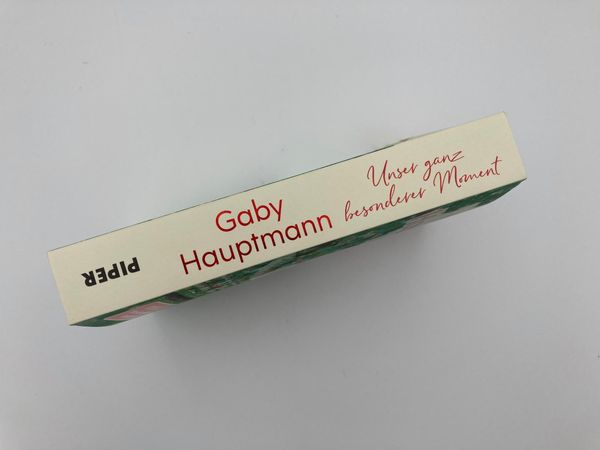 PIPER
Gaby
Hauptmann
Unser ganz
besonderer Moment